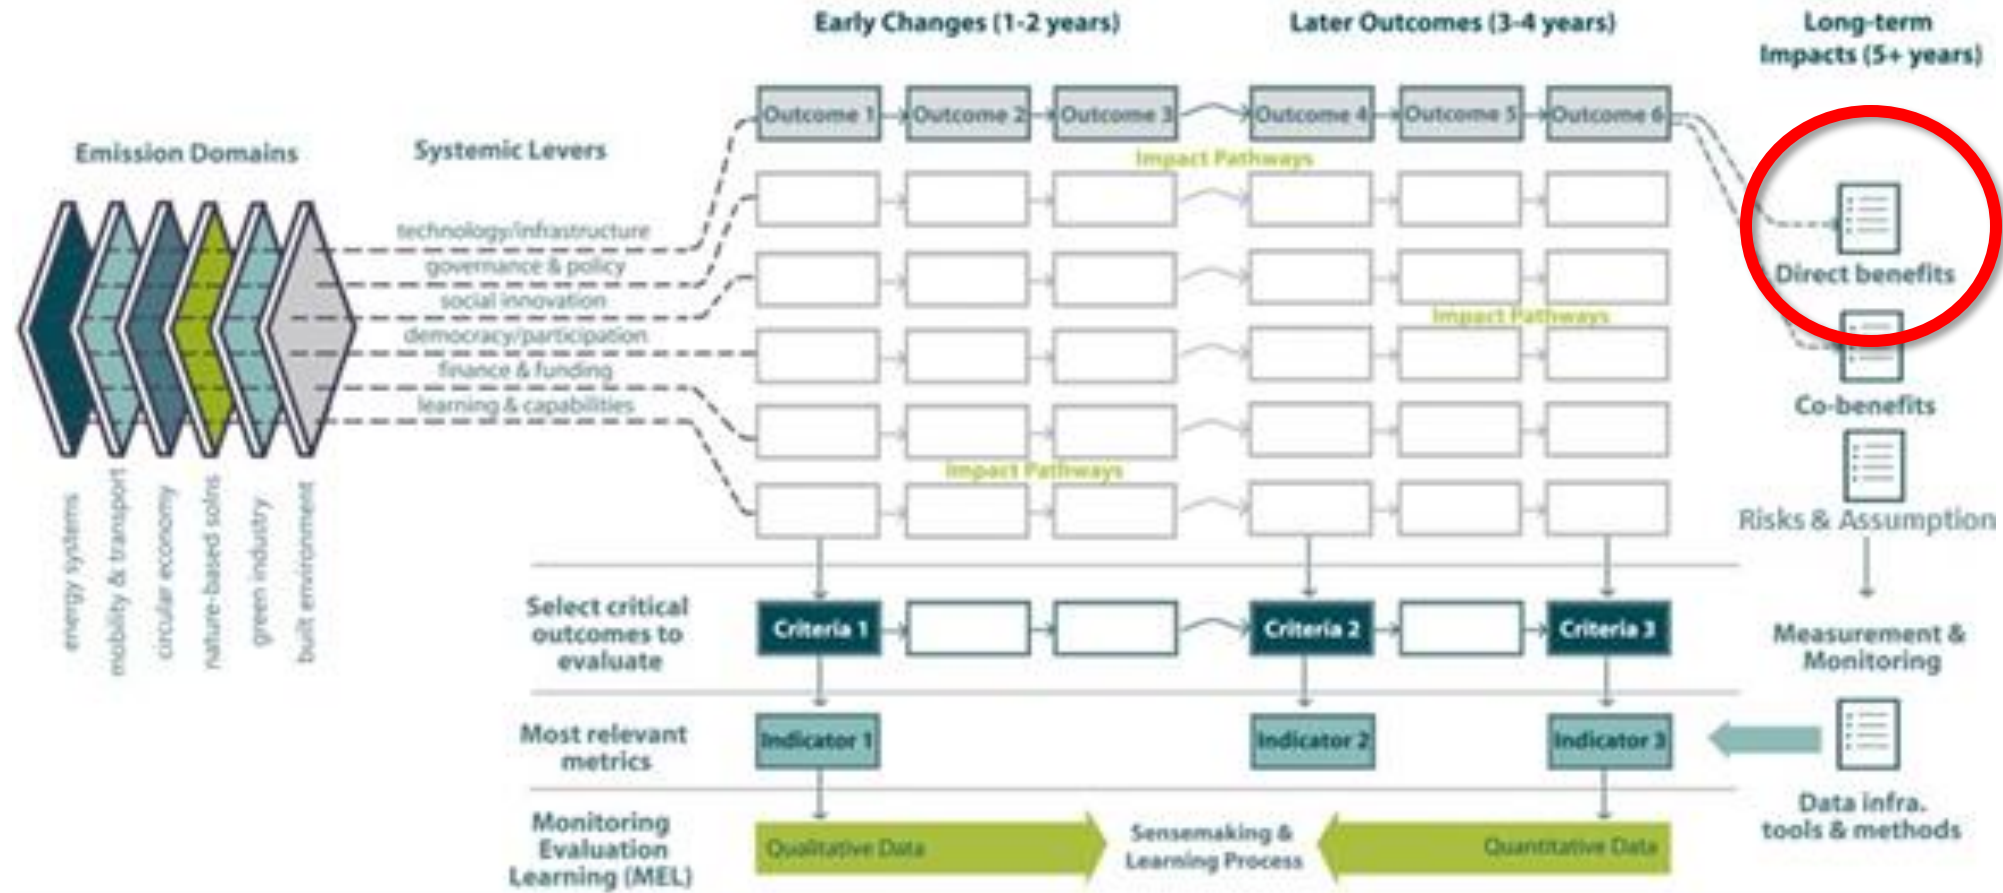 Early Changes (1-2 years)
Later Outcomes (3-4 years)
Long-term
Impacts (5+ years)
Emission Domains
Systemic Levers
Outcome 1
Outcome 2
Outcome 3
Outcome 4
Outcome 5
Outcome 6
Impact Pathways
technology/infrastructure
governance & policy
social innovation
democracy/participation
finance & funding
learning & capabilities
Impact Pathways
Impact Pathways
Direct benefits
Co-benefits
Risks & Assumption
energy systems
mobility & transport
circular economy
nature-based solns
green industry
built environment
Select critical
outcomes to
evaluate
Criteria 1
Criteria 2
Criteria 3
Measurement &
Monitoring
Most relevant
metrics
Indicator 1
Indicator 2
Indicator 3
Data infra.
tools & methods
Monitoring
Evaluation
Learning (MEL)
Qualitative Data
Sensemaking &
Learning Process
Quantitative Data